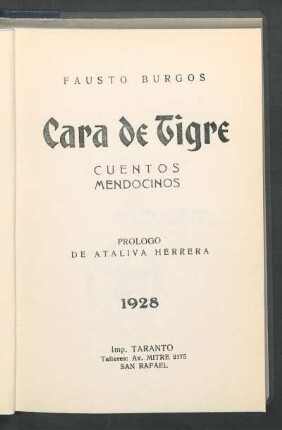 FAUSTO BURGOS
Cara de Tigre
CUENTOS
MENDOCINOS
PROLOGO
DE ATALIVA HERRERA
1928
Imp. TARANTO
Talleres: Av. MITRE 2175
SAN RAFAEL